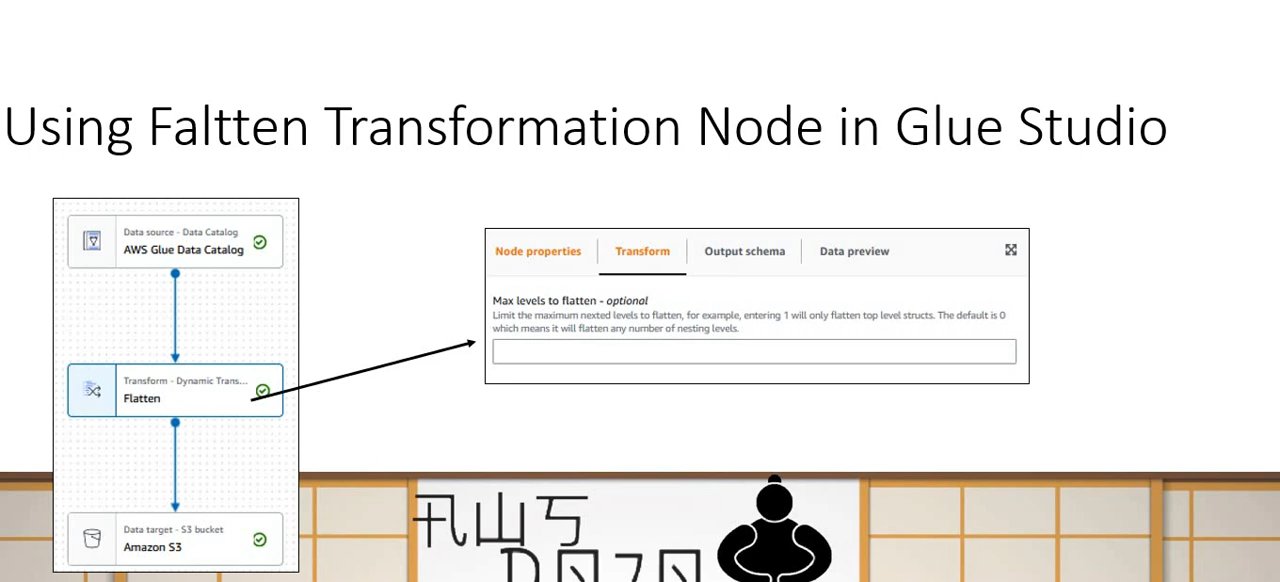 Using Faltten Transformation Node in Glue Studio
Data source - Data Catalog
AWS Glue Data Catalog
Transform - Dynamic Trans...
Flatten
Data target - S3 bucket
Amazon S3
Node properties
Transform
Output schema
Data preview
Max levels to flatten - optional
Limit the maximum nexted levels to flatten, for example, entering 1 will only flatten top level structs. The default is 0
which means it will flatten any number of nesting levels.